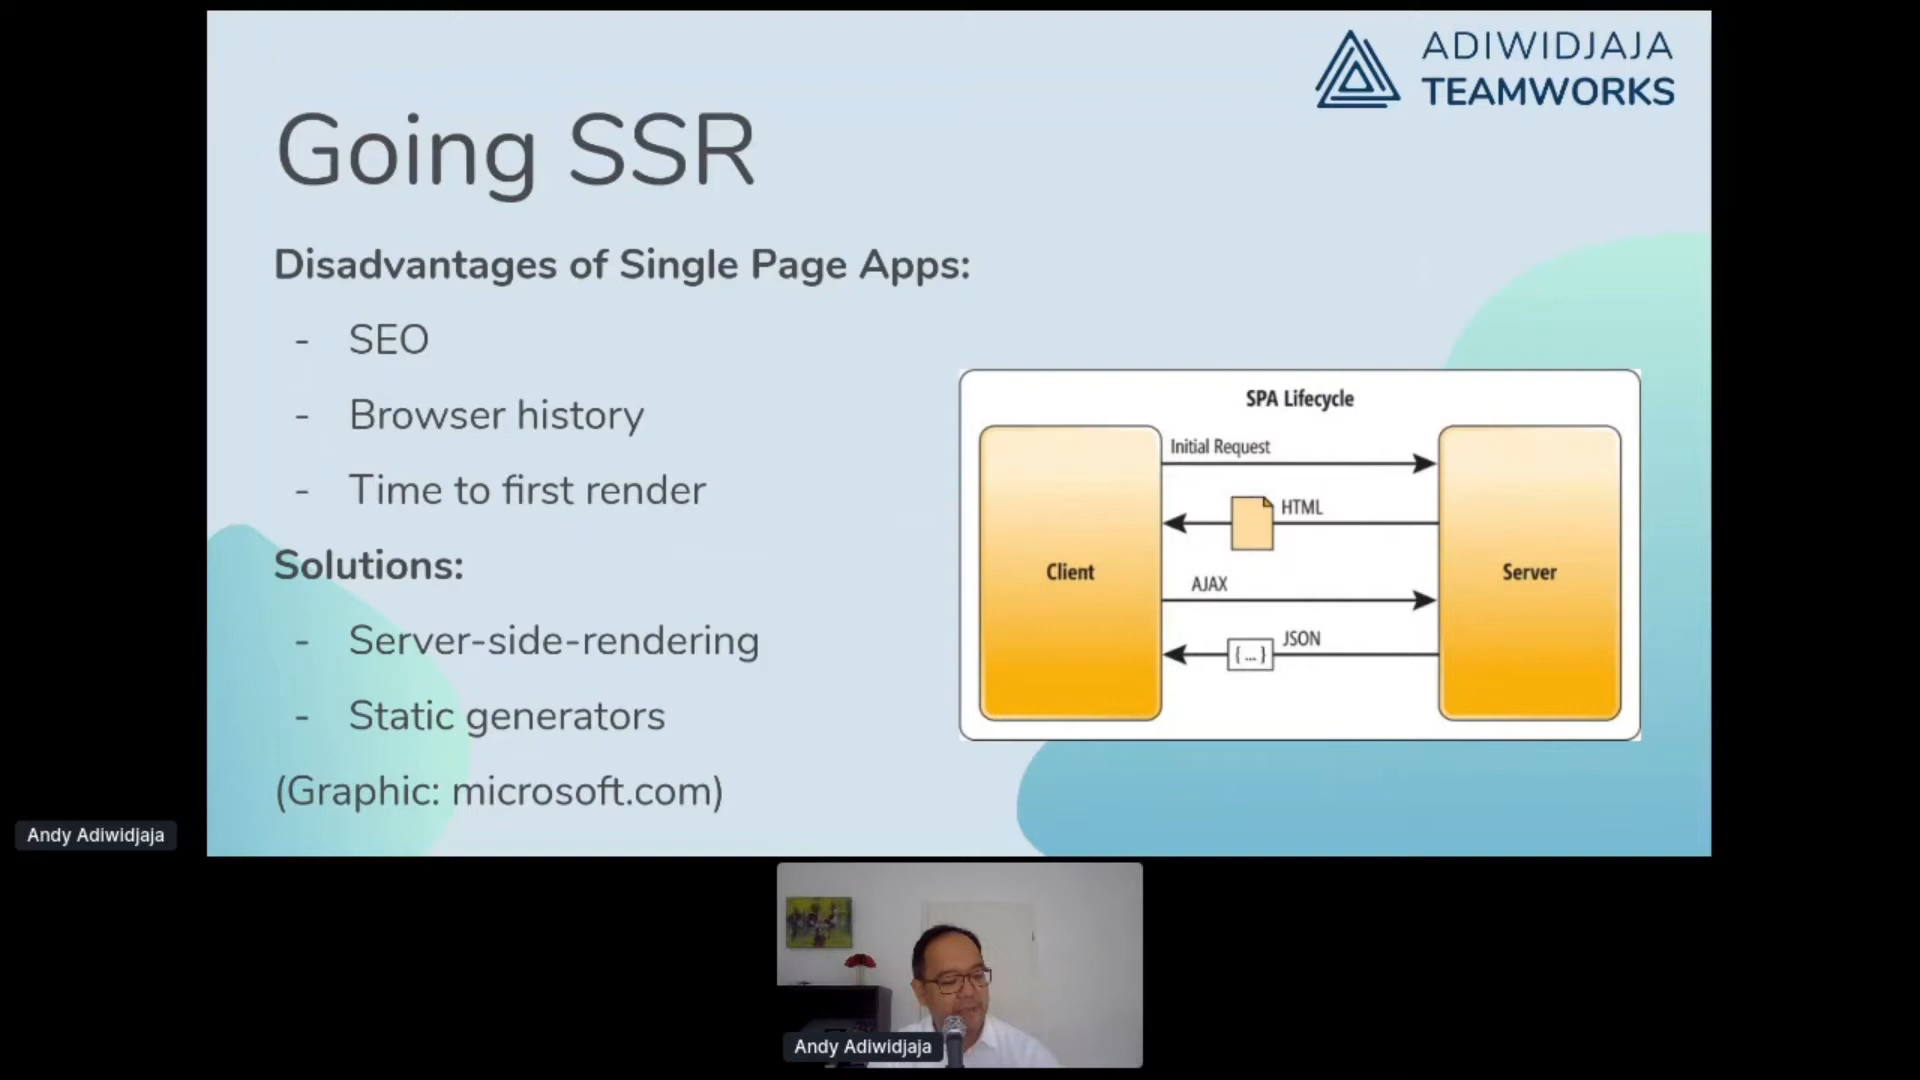 ADIWIDJAJA
TEAMWORKS
Going SSR
Disadvantages of Single Page Apps:
- SEO
- Browser history
- Time to first render
Solutions:
- Server-side-rendering
- Static generators
(Graphic: microsoft.com)
SPA Lifecycle
Initial Request
HTML
Client
Server
AJAX
JSON
{ ... }
Andy Adiwidjaja
Andy Adiwidjaja